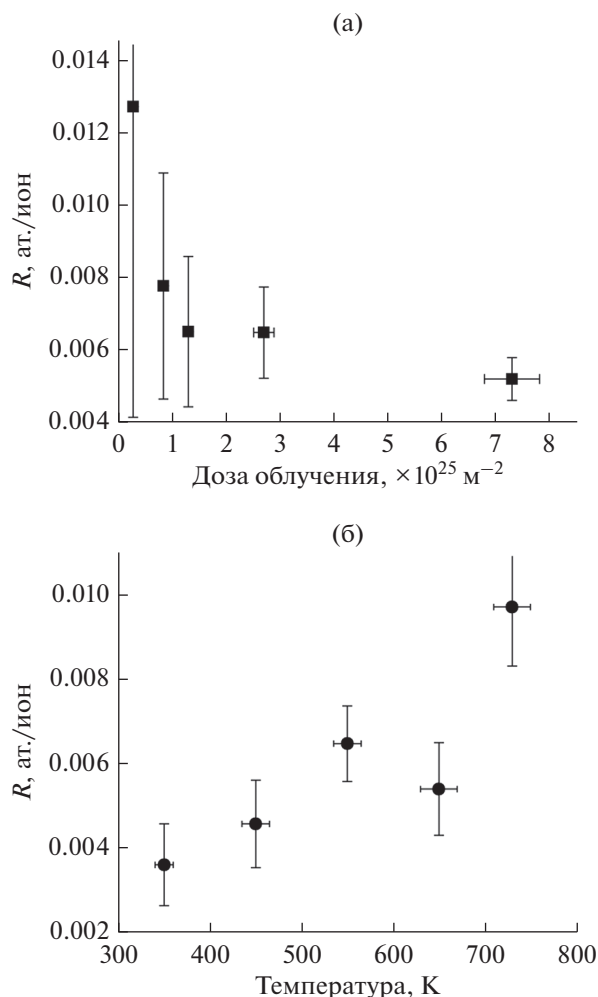 (а)
0.014
0.012
0.010
0.008
0.006
0.004
R, ат./ион
0 1 2 3 4 5 6 7 8
Доза облучения, ×10²⁵ м⁻²
(б)
0.010
0.008
0.006
0.004
0.002
R, ат./ион
300 400 500 600 700 800
Температура, K